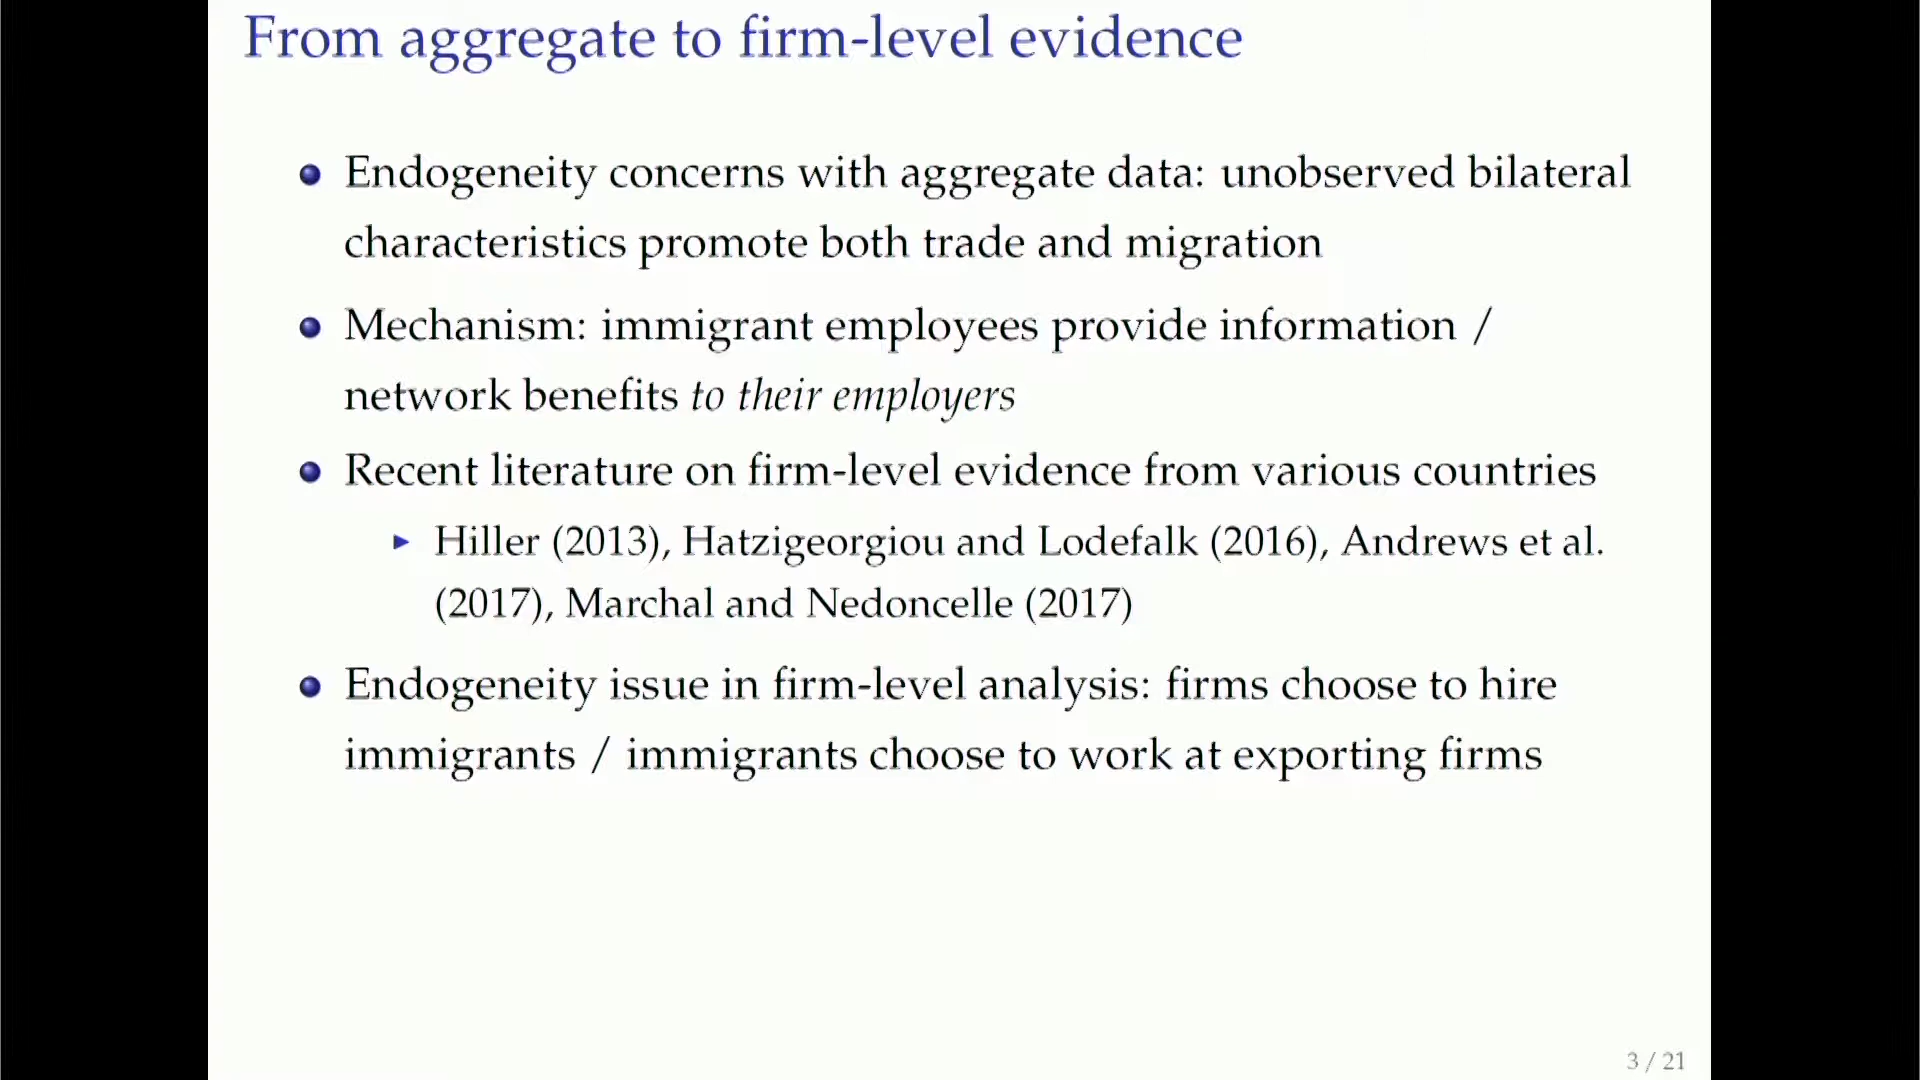 From aggregate to firm-level evidence
Endogeneity concerns with aggregate data: unobserved bilateral
characteristics promote both trade and migration
Mechanism: immigrant employees provide information /
network benefits to their employers
Recent literature on firm-level evidence from various countries
Hiller (2013), Hatzigeorgiou and Lodefalk (2016), Andrews et al.
(2017), Marchal and Nedoncelle (2017)
Endogeneity issue in firm-level analysis: firms choose to hire
immigrants / immigrants choose to work at exporting firms
3 / 21